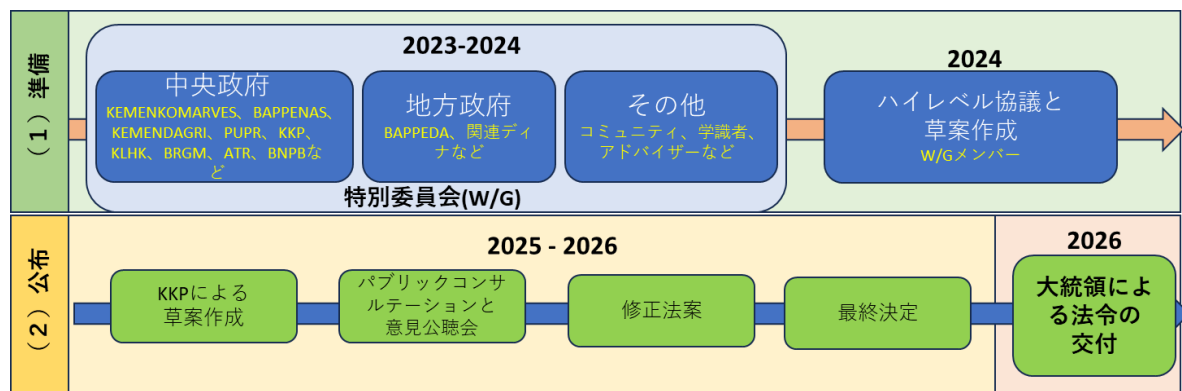 （１）準備
2023-2024
中央政府
KEMENKOMARVES、BAPPENAS、
KEMENDAGRI、PUPR、KKP、
KLHK、BRGM、ATR、BNPBな
ど
地方政府
BAPPEDA、関連ディ
ナなど
その他
コミュニティ、学識者、
アドバイザーなど
特別委員会(W/G)
2024
ハイレベル協議と
草案作成
W/Gメンバー
（２）公布
2025 - 2026
KKPによる
草案作成
パブリックコンサ
ルテーションと
意見公聴会
修正法案
最終決定
2026
大統領によ
る法令の
交付